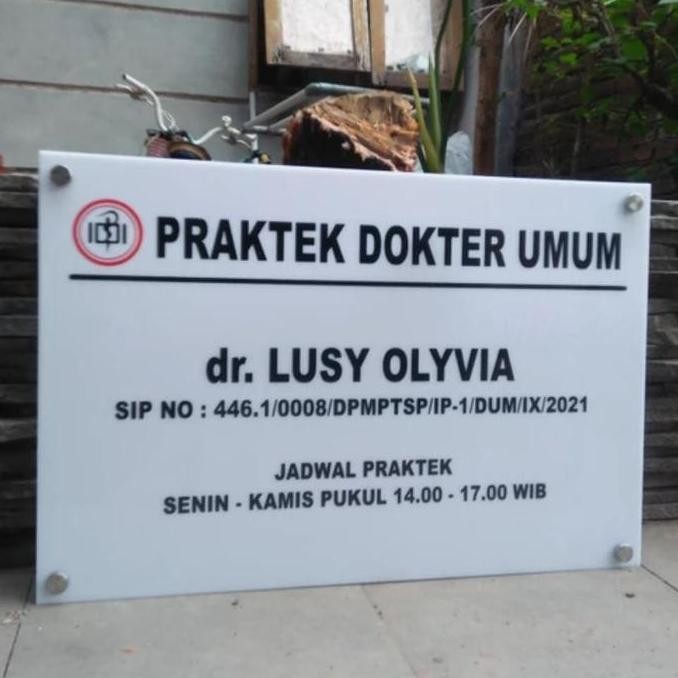 IDI
PRAKTEK DOKTER UMUM
dr. LUSY OLYVIA
SIP NO : 446.1/0008/DPMPTSP/IP-1/DUM/IX/2021
JADWAL PRAKTEK
SENIN - KAMIS PUKUL 14.00 - 17.00 WIB